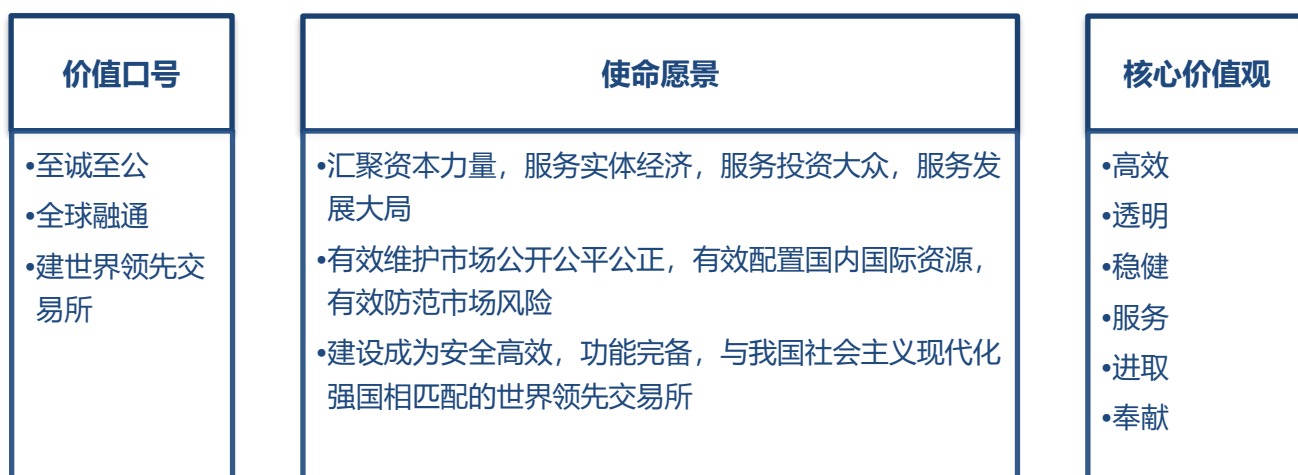 价值口号
•至诚至公
•全球融通
•建世界领先交
易所
使命愿景
•汇聚资本力量，服务实体经济，服务投资大众，服务发
展大局
•有效维护市场公开公平公正，有效配置国内国际资源，
有效防范市场风险
•建设成为安全高效，功能完备，与我国社会主义现代化
强国相匹配的世界领先交易所
核心价值观
•高效
•透明
•稳健
•服务
•进取
•奉献